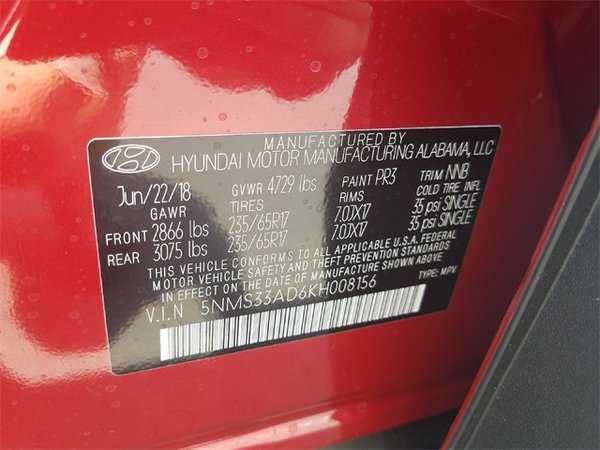 MANUFACTURED BY
HYUNDAI MOTOR MANUFACTURING ALABAMA, LLC
Jun/22/18 GVWR 4729 lbs PAINT PR3 TRIM NNB
GAWR TIRES RIMS COLD TIRE INFL
FRONT 2866 lbs 235/65R17 7.0JX17 35 psi SINGLE
REAR 3075 lbs 235/65R17 7.0JX17 35 psi SINGLE
THIS VEHICLE CONFORMS TO ALL APPLICABLE U.S.A. FEDERAL
MOTOR VEHICLE SAFETY STANDARDS IN EFFECT ON THE
DATE OF MANUFACTURE SHOWN ABOVE.
V.I.N 5NMS33AD6KH008156 TYPE: MPV